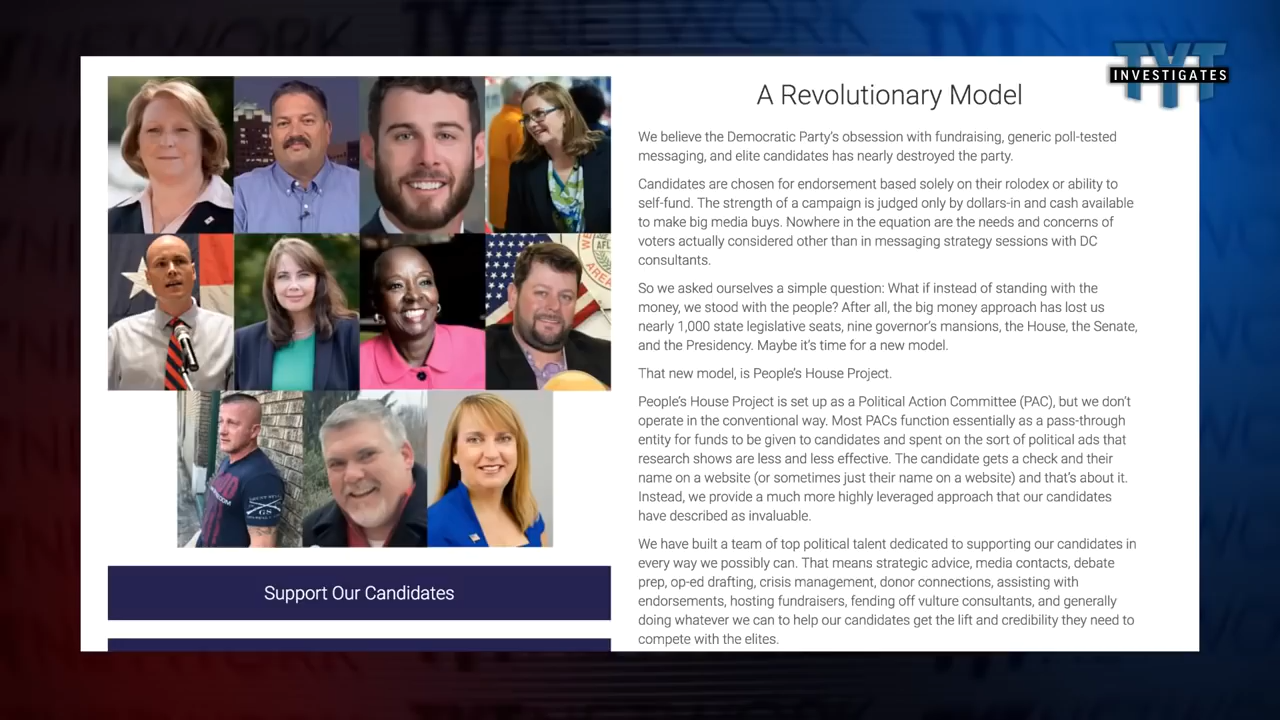 TYT
INVESTIGATES
A Revolutionary Model
We believe the Democratic Party's obsession with fundraising, generic poll-tested
messaging, and elite candidates has nearly destroyed the party.
Candidates are chosen for endorsement based solely on their rolodex or ability to
self-fund. The strength of a campaign is judged only by dollars-in and cash available
to make big media buys. Nowhere in the equation are the needs and concerns of
voters actually considered other than in messaging strategy sessions with DC
consultants.
So we asked ourselves a simple question: What if instead of standing with the
money, we stood with the people? After all, the big money approach has lost us
nearly 1,000 state legislative seats, nine governor's mansions, the House, the Senate,
and the Presidency. Maybe it's time for a new model.
That new model, is People's House Project.
People's House Project is set up as a Political Action Committee (PAC), but we don't
operate in the conventional way. Most PACs function essentially as a pass-through
entity for funds to be given to candidates and spent on the sort of political ads that
research shows are less and less effective. The candidate gets a check and their
name on a website (or sometimes just their name on a website) and that's about it.
Instead, we provide a much more highly leveraged approach that our candidates
have described as invaluable.
We have built a team of top political talent dedicated to supporting our candidates in
every way we possibly can. That means strategic advice, media contacts, debate
prep, op-ed drafting, crisis management, donor connections, assisting with
endorsements, hosting fundraisers, fending off vulture consultants, and generally
doing whatever we can to help our candidates get the lift and credibility they need to
compete with the elites.
Support Our Candidates